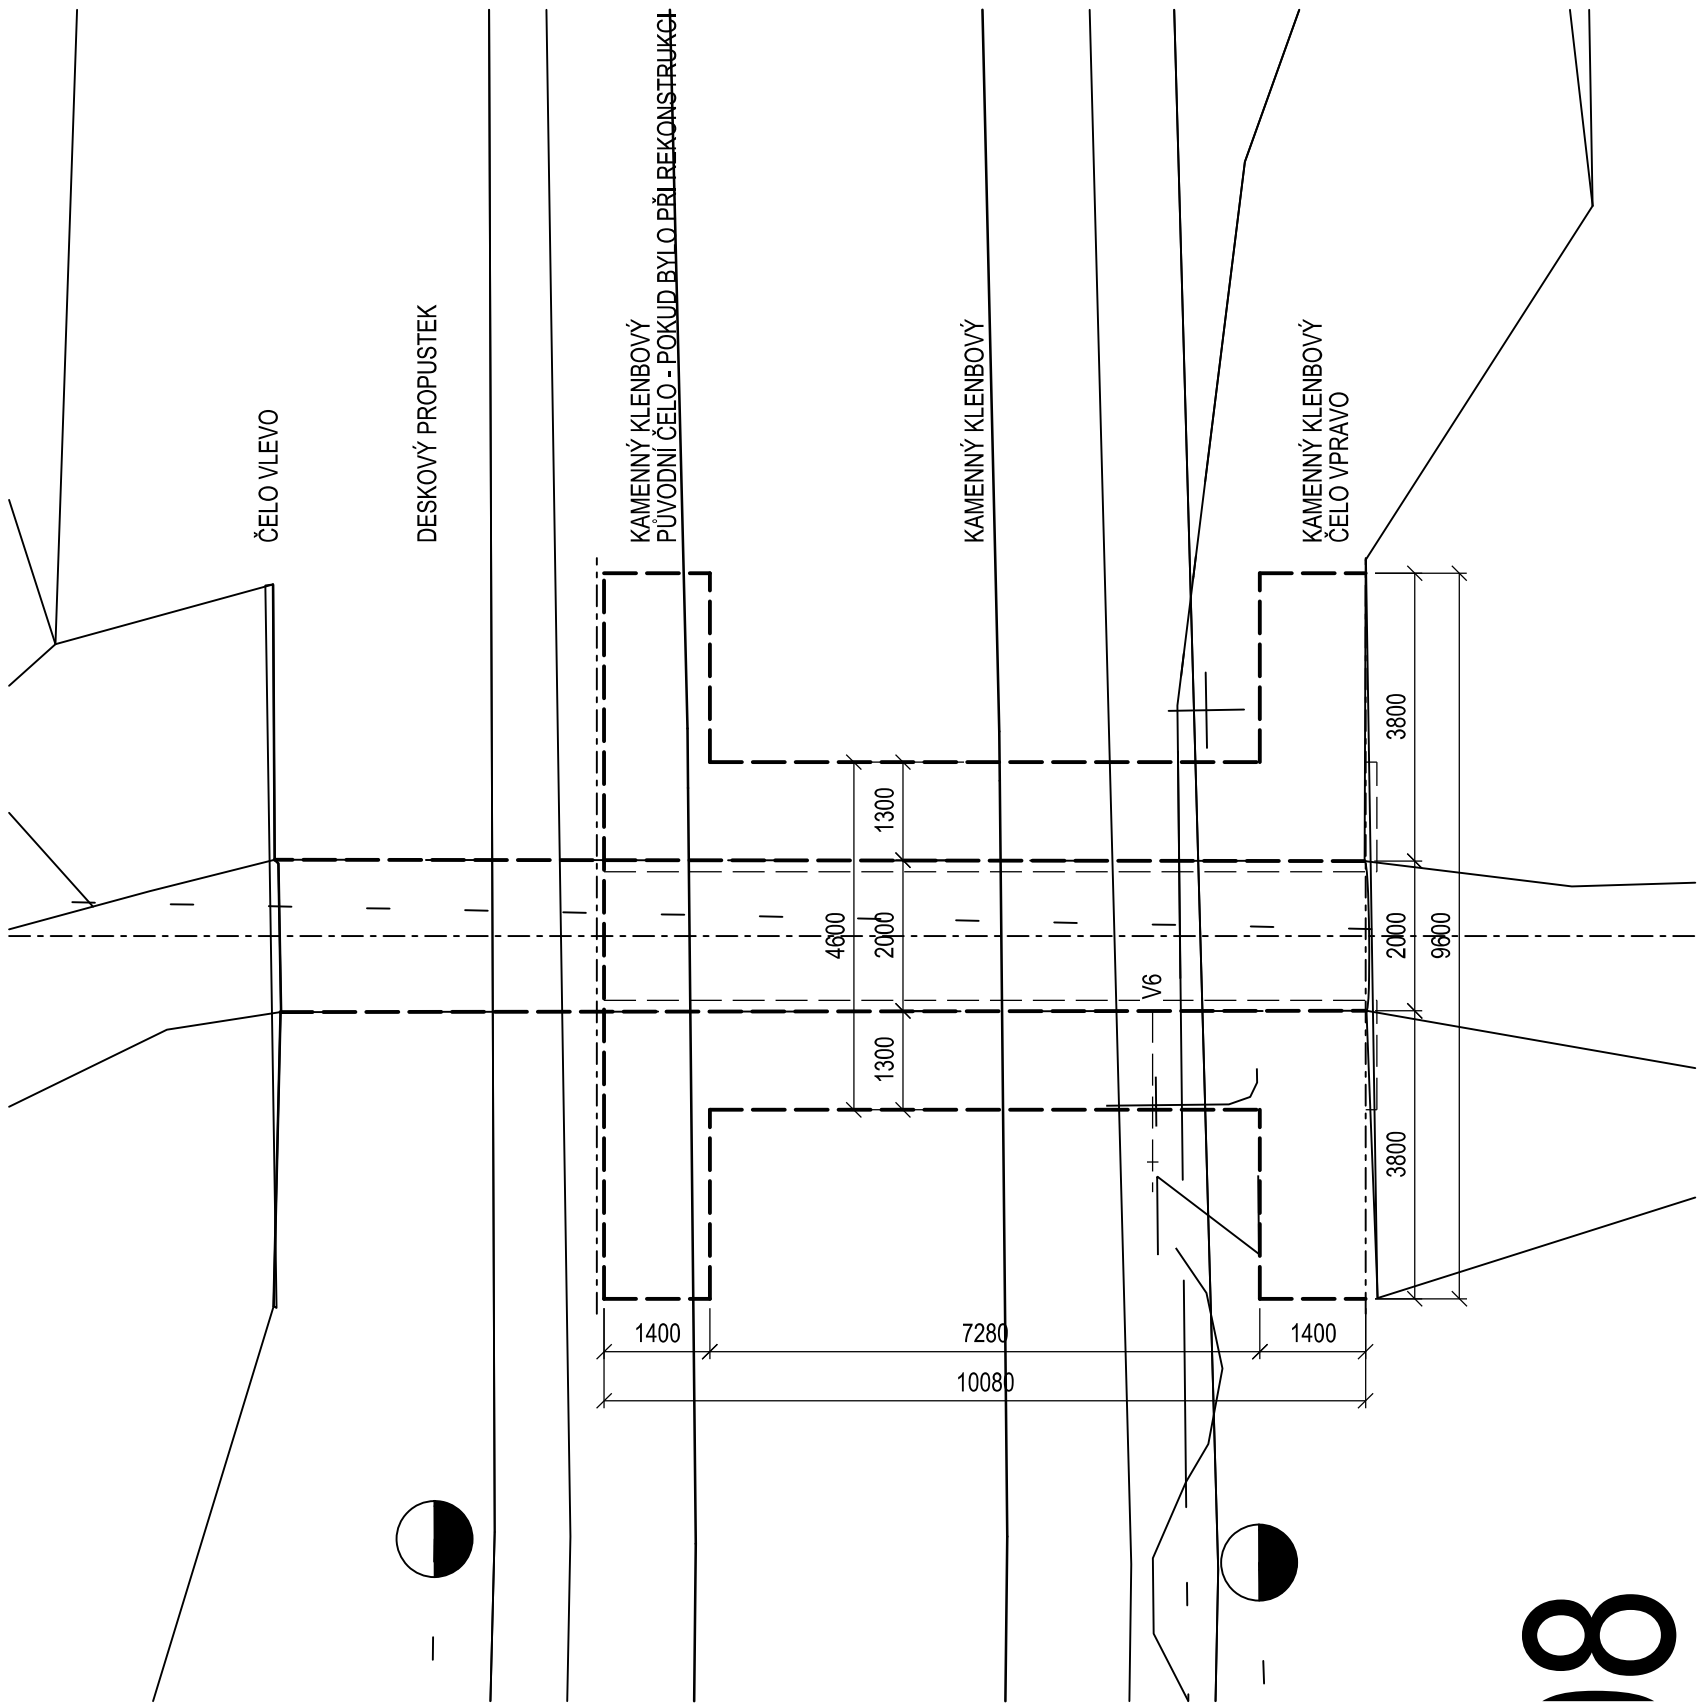 ČELO VLEVO
DESKOVÝ PROPUSTEK
KAMENNÝ KLENBOVÝ
PŮVODNÍ ČELO - POKUD BYLO PŘI REKONSTRUKCI
KAMENNÝ KLENBOVÝ
KAMENNÝ KLENBOVÝ
ČELO VPRAVO
1300
4600
2000
1300
V6
3800
2000
9600
3800
1400
7280
1400
10080
8